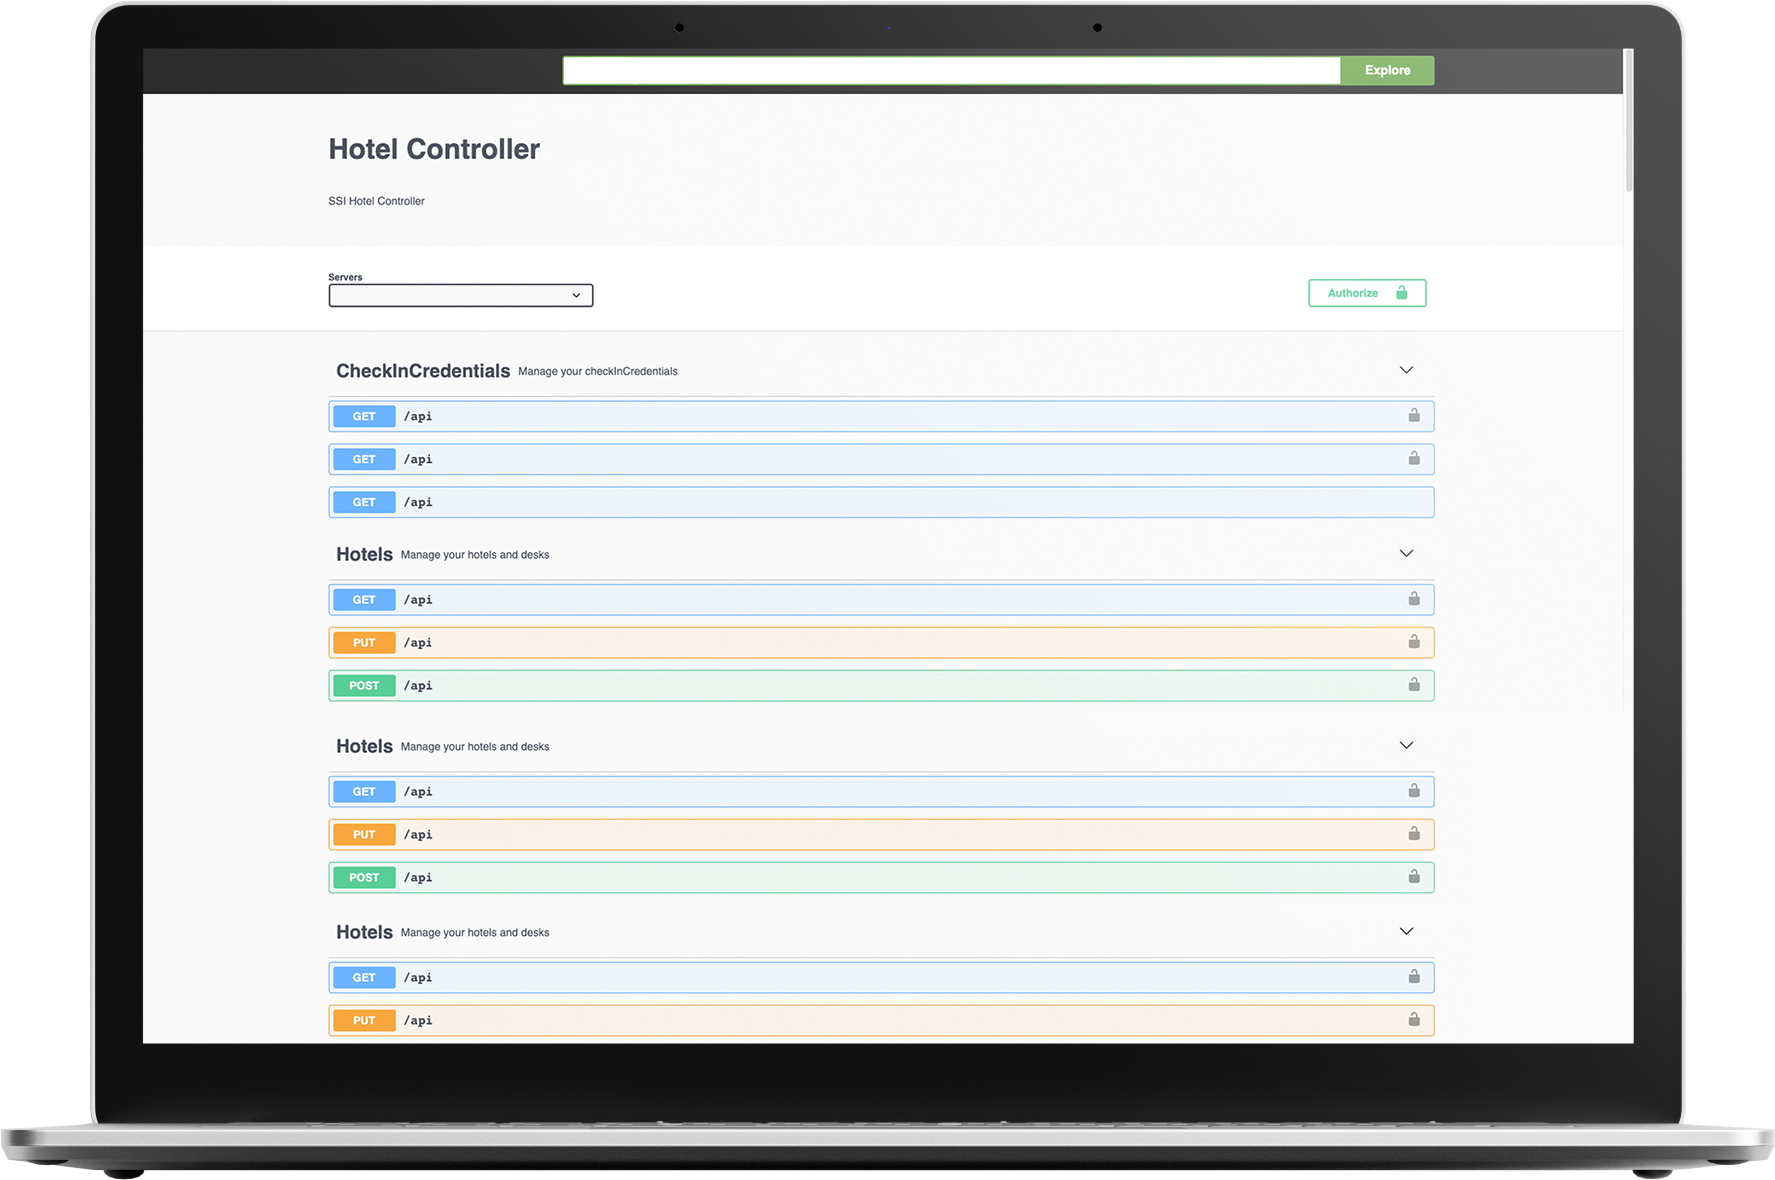 Explore
Hotel Controller
SSI Hotel Controller
Servers
Authorize
CheckInCredentials Manage your checkInCredentials
GET /api
GET /api
GET /api
Hotels Manage your hotels and desks
GET /api
PUT /api
POST /api
Hotels Manage your hotels and desks
GET /api
PUT /api
POST /api
Hotels Manage your hotels and desks
GET /api
PUT /api